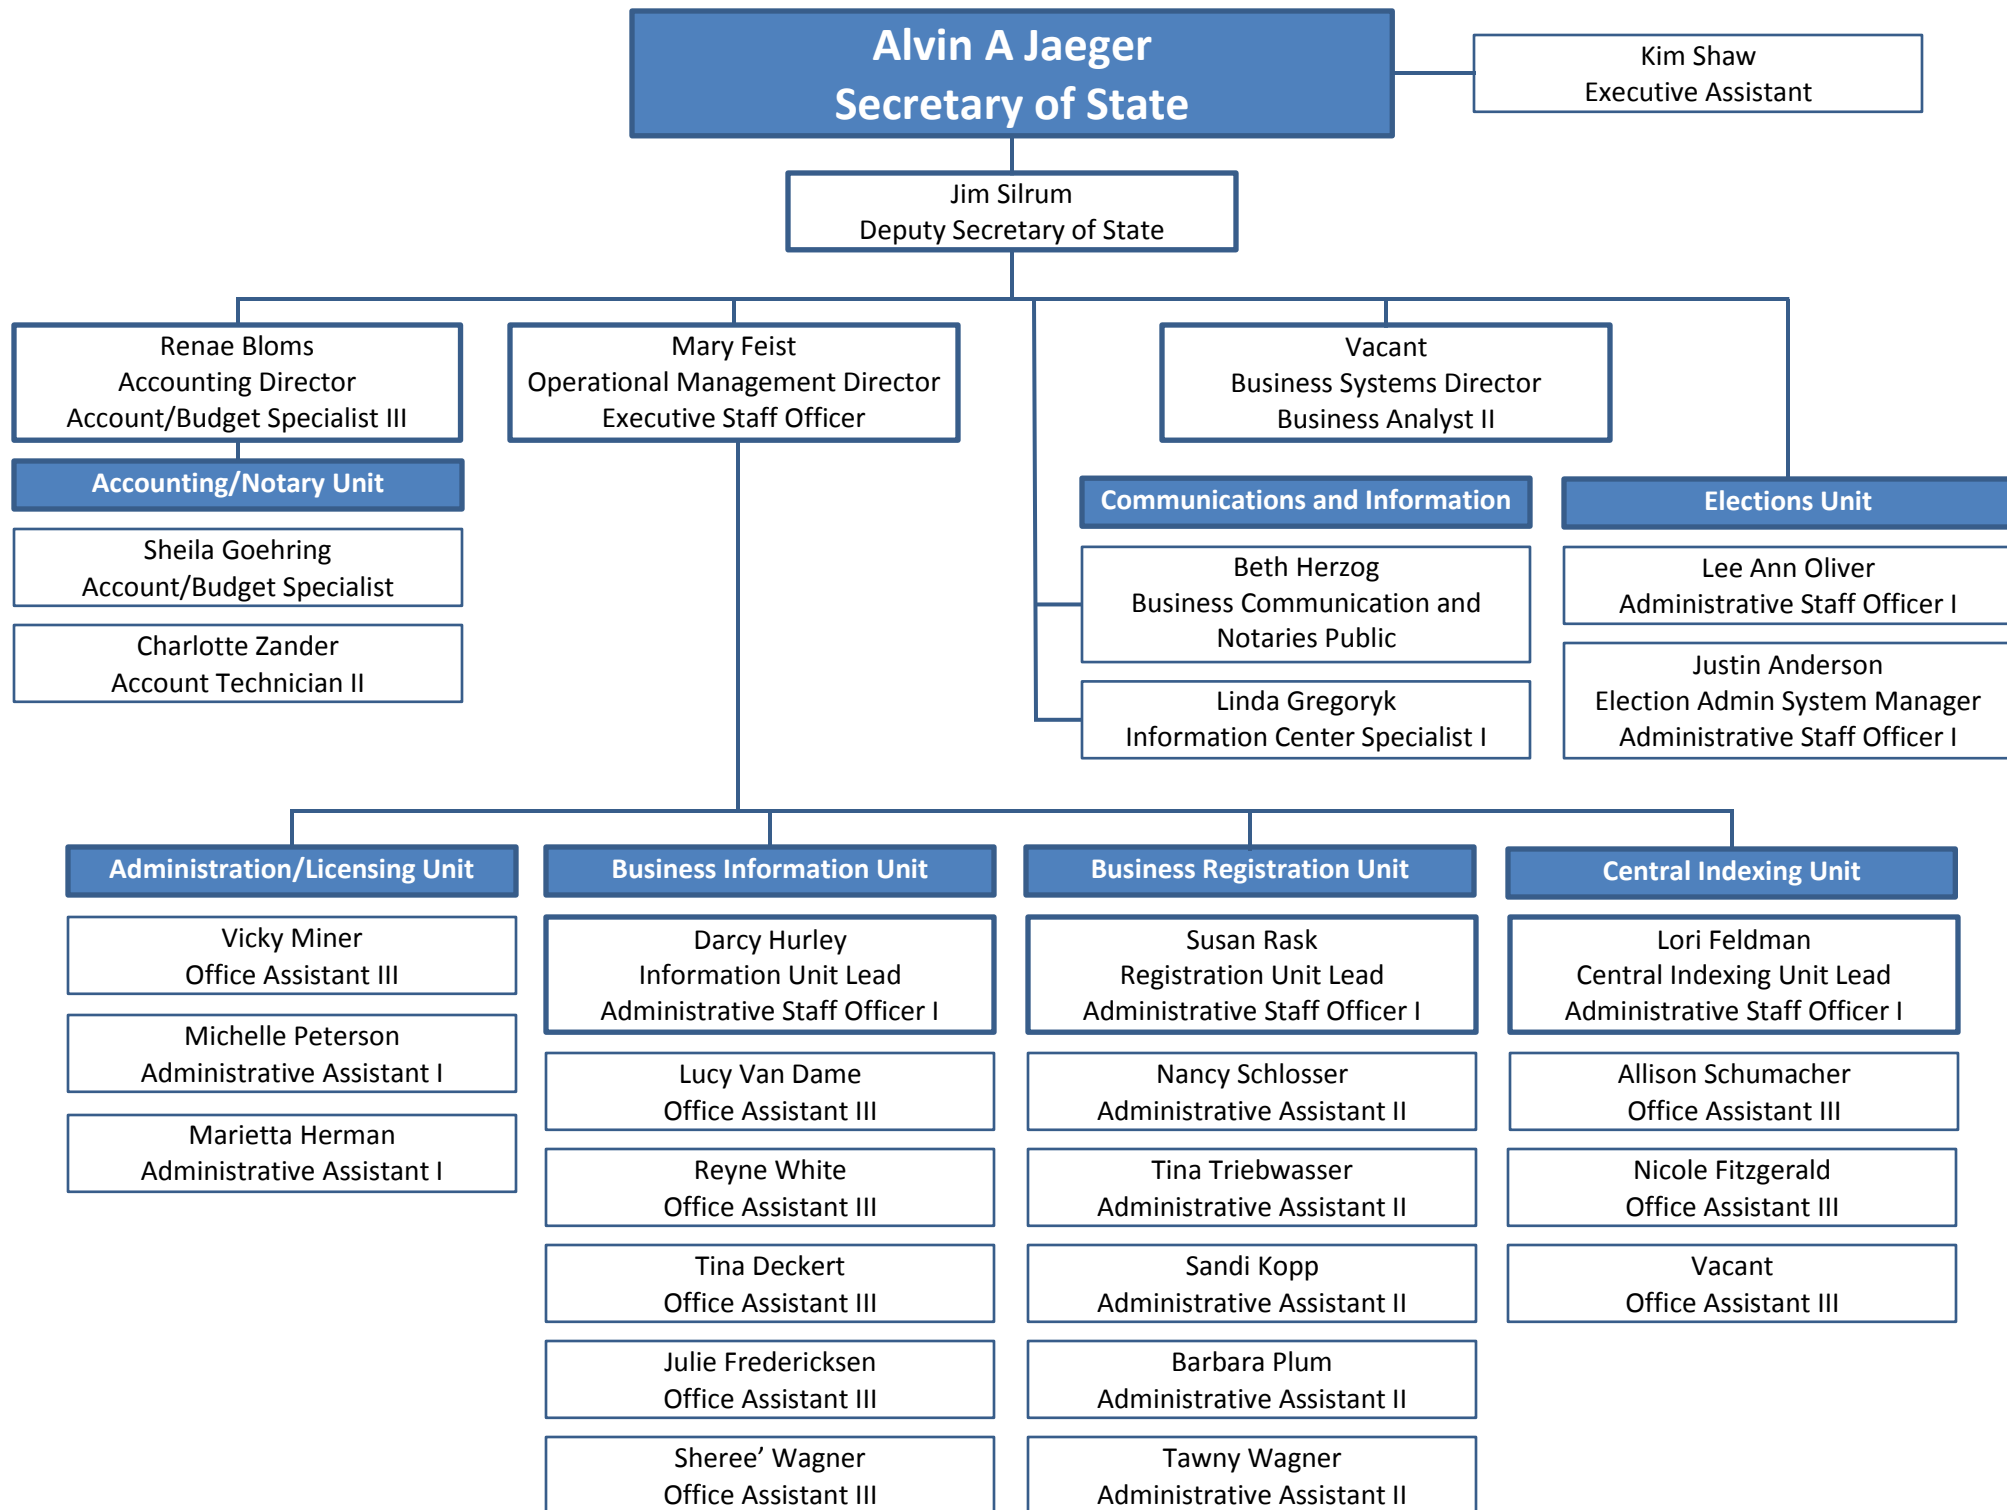 Alvin A Jaeger
Secretary of State
Kim Shaw
Executive Assistant
Jim Silrum
Deputy Secretary of State
Renae Bloms
Accounting Director
Account/Budget Specialist III
Mary Feist
Operational Management Director
Executive Staff Officer
Vacant
Business Systems Director
Business Analyst II
Accounting/Notary Unit
Sheila Goehring
Account/Budget Specialist
Charlotte Zander
Account Technician II
Communications and Information
Beth Herzog
Business Communication and
Notaries Public
Linda Gregoryk
Information Center Specialist I
Elections Unit
Lee Ann Oliver
Administrative Staff Officer I
Justin Anderson
Election Admin System Manager
Administrative Staff Officer I
Administration/Licensing Unit
Vicky Miner
Office Assistant III
Michelle Peterson
Administrative Assistant I
Marietta Herman
Administrative Assistant I
Business Information Unit
Darcy Hurley
Information Unit Lead
Administrative Staff Officer I
Lucy Van Dame
Office Assistant III
Reyne White
Office Assistant III
Tina Deckert
Office Assistant III
Julie Fredericksen
Office Assistant III
Sheree’ Wagner
Office Assistant III
Business Registration Unit
Susan Rask
Registration Unit Lead
Administrative Staff Officer I
Nancy Schlosser
Administrative Assistant II
Tina Triebwasser
Administrative Assistant II
Sandi Kopp
Administrative Assistant II
Barbara Plum
Administrative Assistant II
Tawny Wagner
Administrative Assistant II
Central Indexing Unit
Lori Feldman
Central Indexing Unit Lead
Administrative Staff Officer I
Allison Schumacher
Office Assistant III
Nicole Fitzgerald
Office Assistant III
Vacant
Office Assistant III